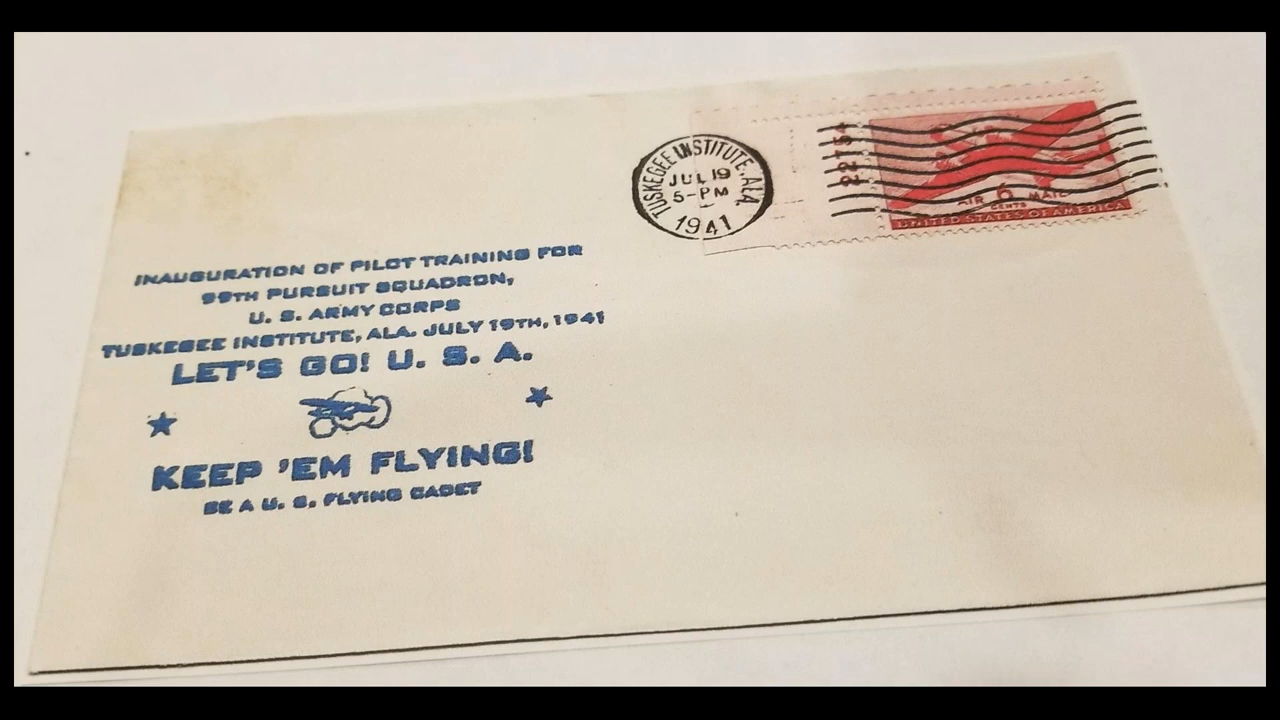 INAUGURATION OF PILOT TRAINING FOR
99TH PURSUIT SQUADRON,
U. S. ARMY CORPS
TUSKEGEE INSTITUTE, ALA. JULY 19TH, 1941
LET'S GO! U. S. A.
KEEP 'EM FLYING!
BE A U. S. FLYING CADET
TUSKEGEE INSTITUTE, ALA.
JUL 19
5-PM
1941
22754
AIR 6 MAIL
CENTS
UNITED STATES OF AMERICA